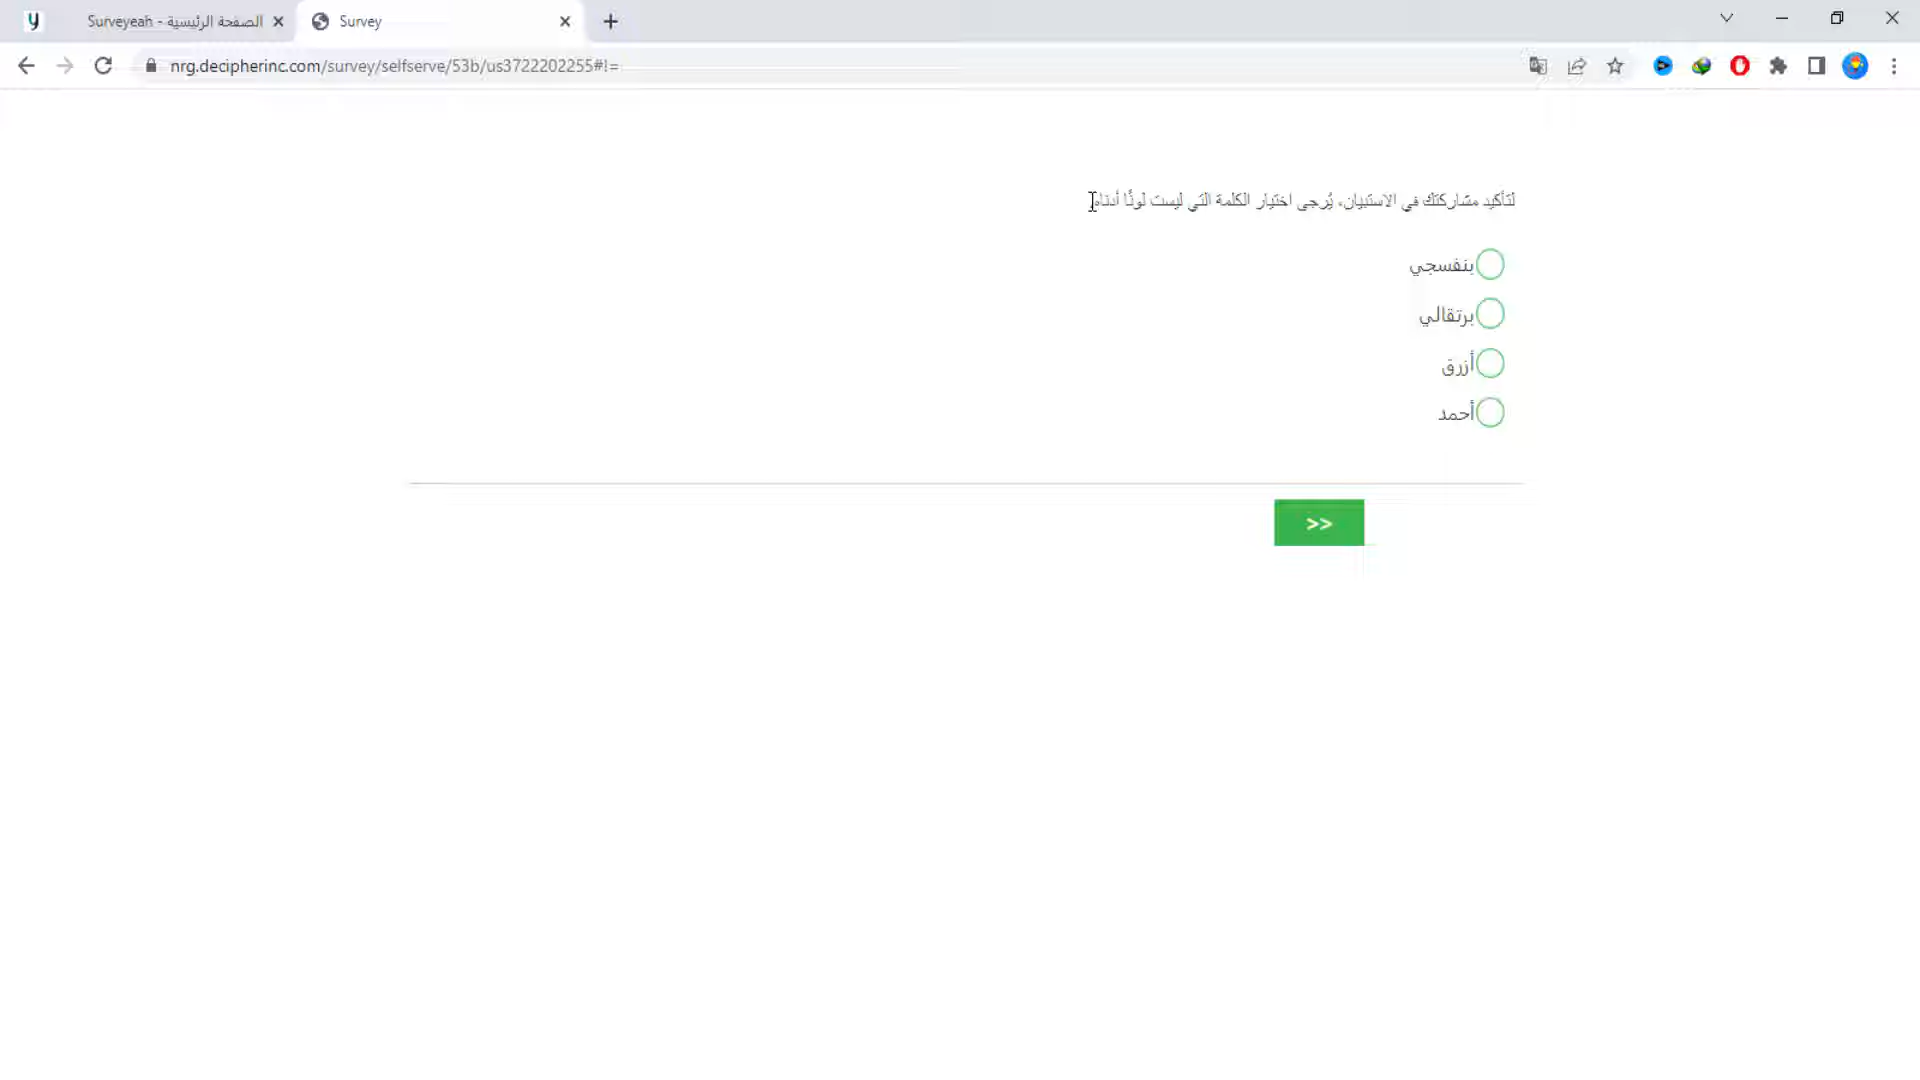 Surveyeah - الصفحة الرئيسية
Survey
nrg.decipherinc.com/survey/selfserve/53b/us3722202255#!=
لتأكيد مشاركتك في الاستبيان، يُرجى اختيار الكلمة التي ليست لونًا أدناه.
بنفسجي
برتقالي
أزرق
أحمد
>>